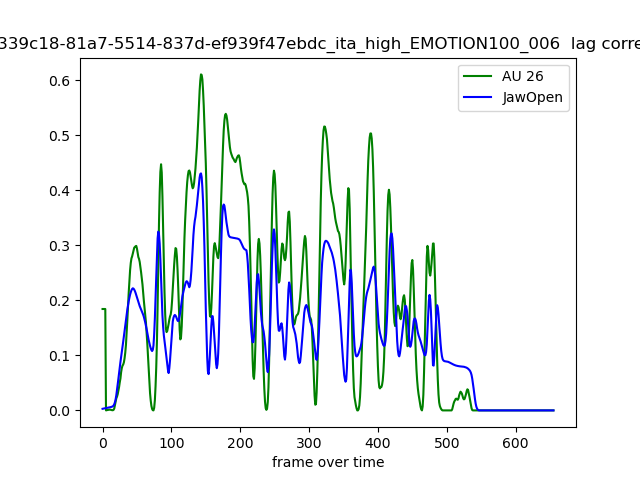 339c18-81a7-5514-837d-ef939f47ebdc_ita_high_EMOTION100_006 lag corre
AU 26
JawOpen
0.6
0.5
0.4
0.3
0.2
0.1
0.0
0 100 200 300 400 500 600
frame over time